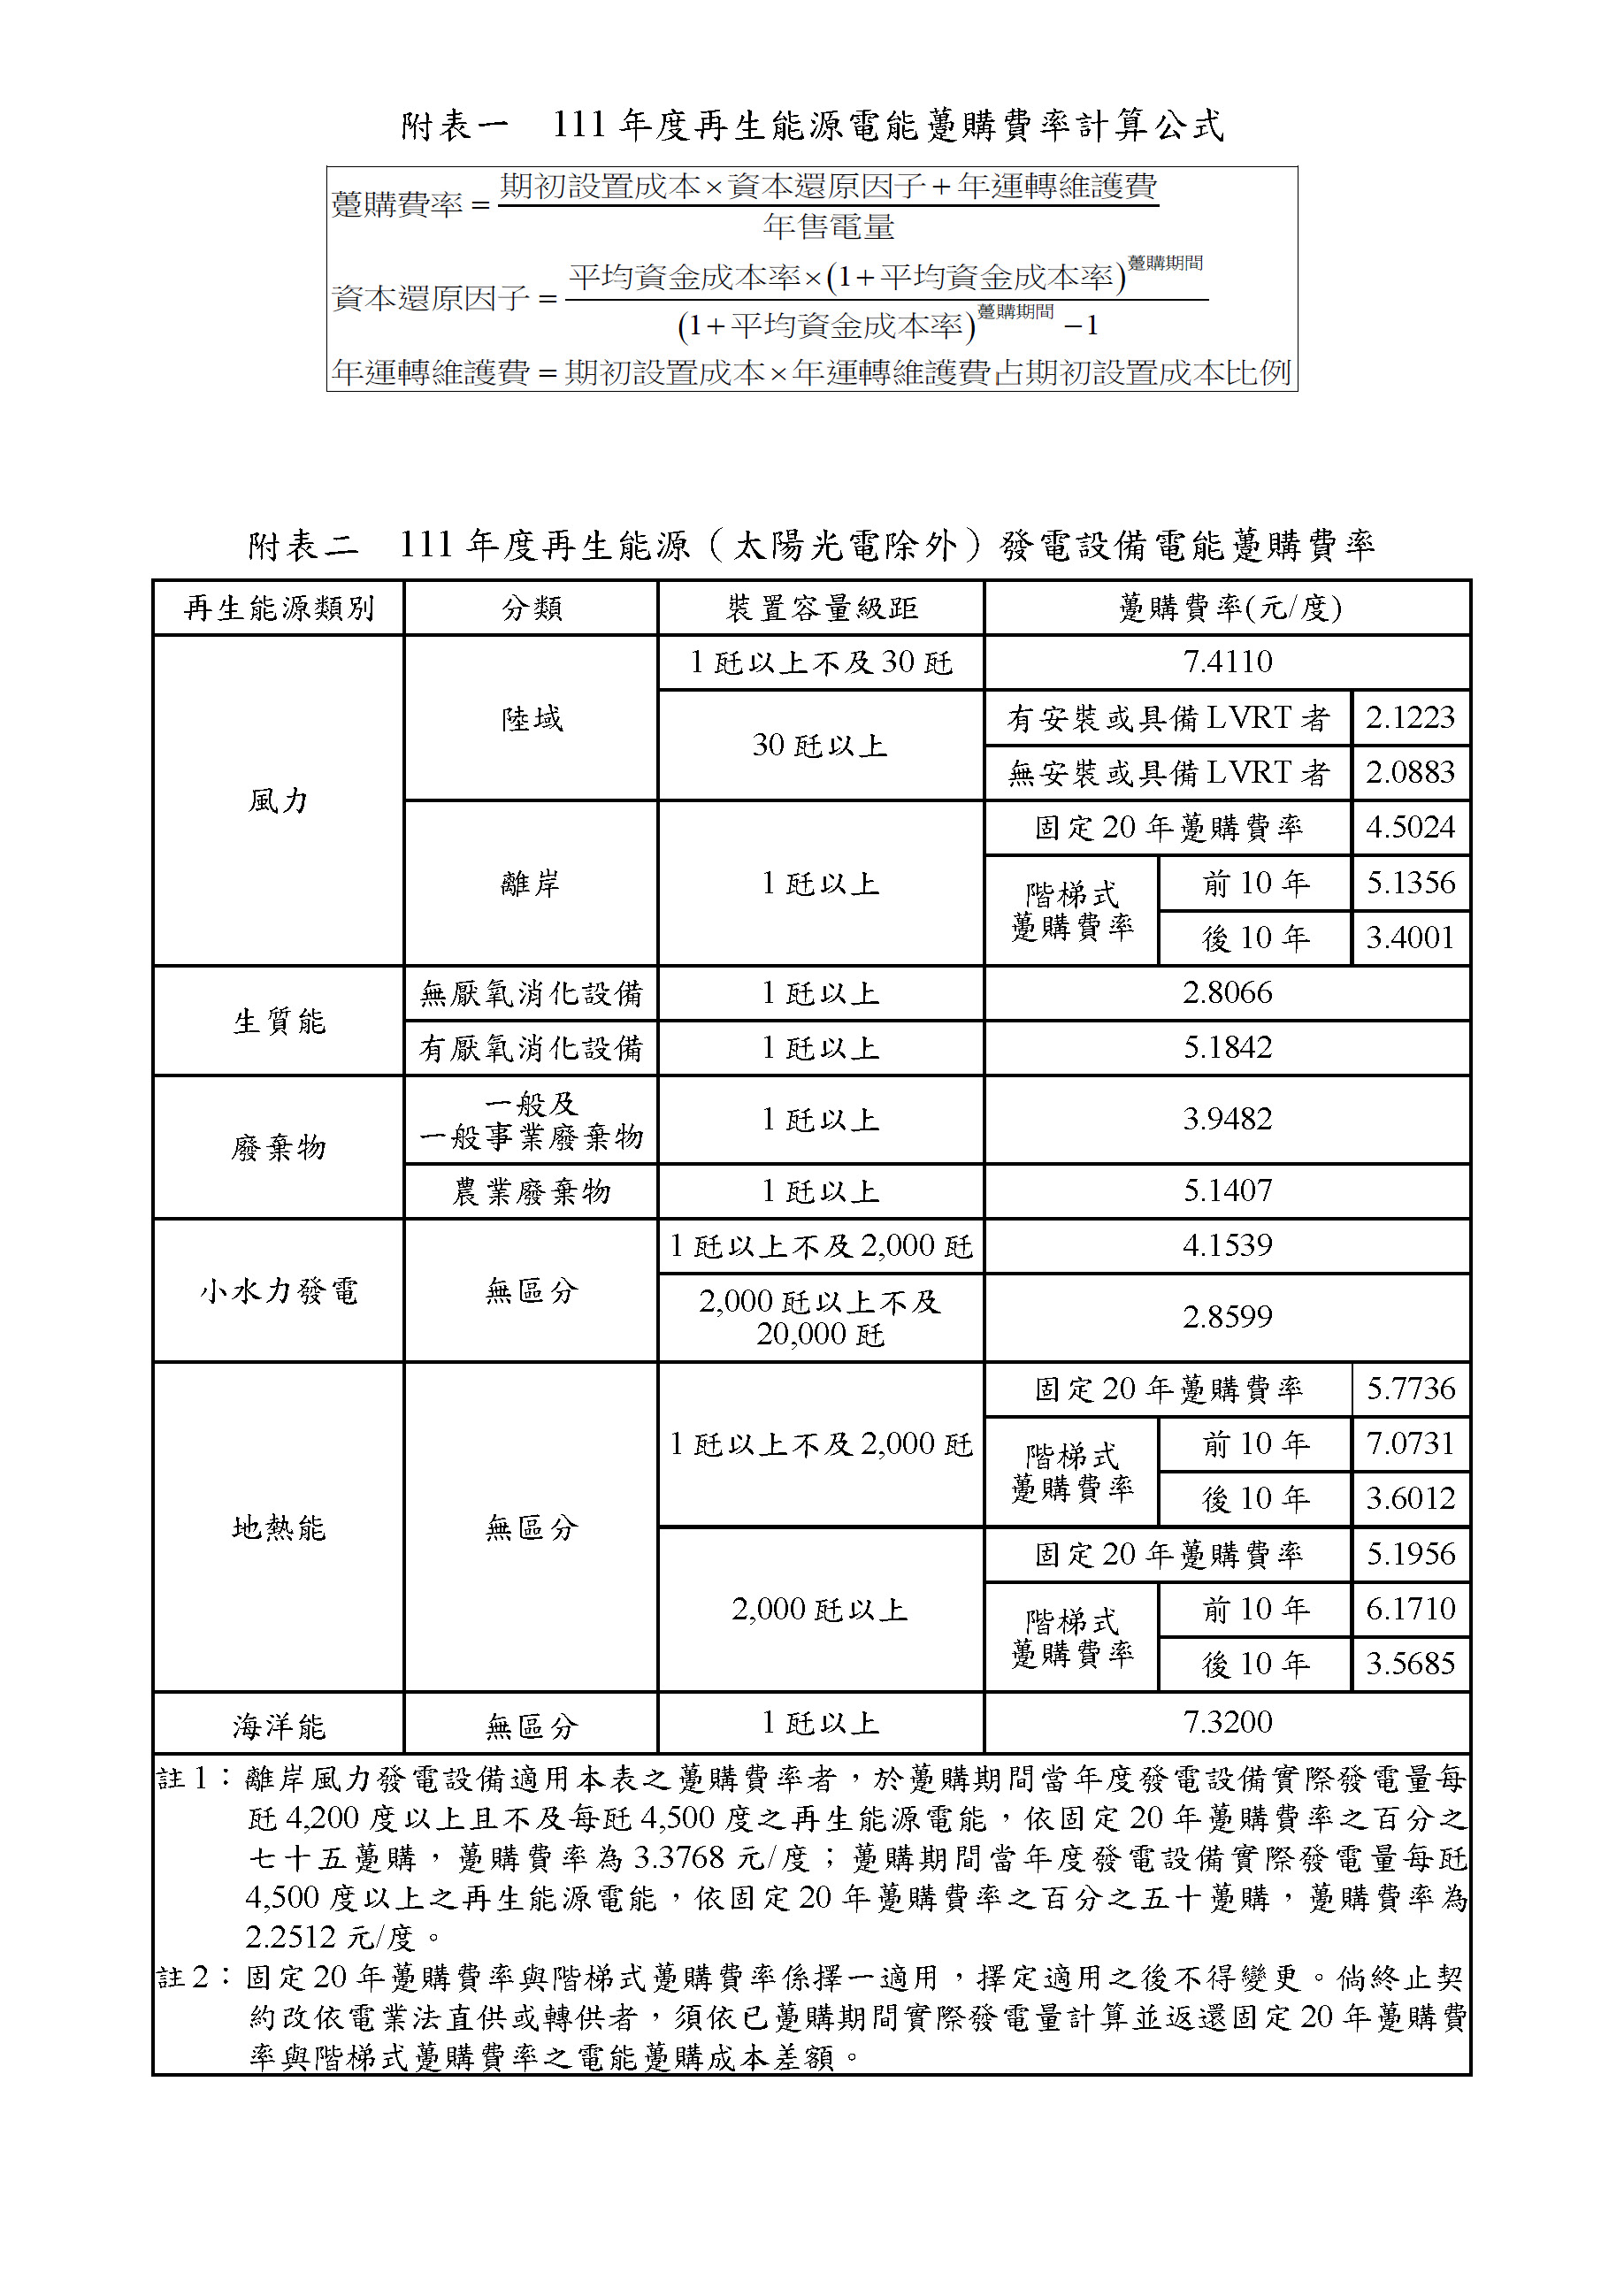 附表一 111 年度再生能源電能躉購費率計算公式
躉購費率 = 期初設置成本×資本還原因子+年運轉維護費
年售電量
資本還原因子 = 平均資金成本率×(1+平均資金成本率)躉購期間
(1+平均資金成本率)躉購期間 −1
年運轉維護費 = 期初設置成本×年運轉維護費占期初設置成本比例
附表二 111 年度再生能源（太陽光電除外）發電設備電能躉購費率
再生能源類別 分類 裝置容量級距 躉購費率(元/度)
風力 陸域 1 瓩以上不及 30 瓩 7.4110
30 瓩以上 有安裝或具備 LVRT 者 2.1223
無安裝或具備 LVRT 者 2.0883
離岸 1 瓩以上 固定 20 年躉購費率 4.5024
階梯式
躉購費率 前 10 年 5.1356
後 10 年 3.4001
生質能 無厭氧消化設備 1 瓩以上 2.8066
有厭氧消化設備 1 瓩以上 5.1842
廢棄物 一般及
一般事業廢棄物 1 瓩以上 3.9482
農業廢棄物 1 瓩以上 5.1407
小水力發電 無區分 1 瓩以上不及 2,000 瓩 4.1539
2,000 瓩以上不及
20,000 瓩 2.8599
地熱能 無區分 1 瓩以上不及 2,000 瓩 固定 20 年躉購費率 5.7736
階梯式
躉購費率 前 10 年 7.0731
後 10 年 3.6012
2,000 瓩以上 固定 20 年躉購費率 5.1956
階梯式
躉購費率 前 10 年 6.1710
後 10 年 3.5685
海洋能 無區分 1 瓩以上 7.3200
註 1：離岸風力發電設備適用本表之躉購費率者，於躉購期間當年度發電設備實際發電量每
瓩 4,200 度以上且不及每瓩 4,500 度之再生能源電能，依固定 20 年躉購費率之百分之
七十五躉購，躉購費率為 3.3768 元/度；躉購期間當年度發電設備實際發電量每瓩
4,500 度以上之再生能源電能，依固定 20 年躉購費率之百分之五十躉購，躉購費率為
2.2512 元/度。
註 2：固定 20 年躉購費率與階梯式躉購費率係擇一適用，擇定適用之後不得變更。倘終止契
約改依電業法直供或轉供者，須依已躉購期間實際發電量計算並返還固定 20 年躉購費
率與階梯式躉購費率之電能躉購成本差額。